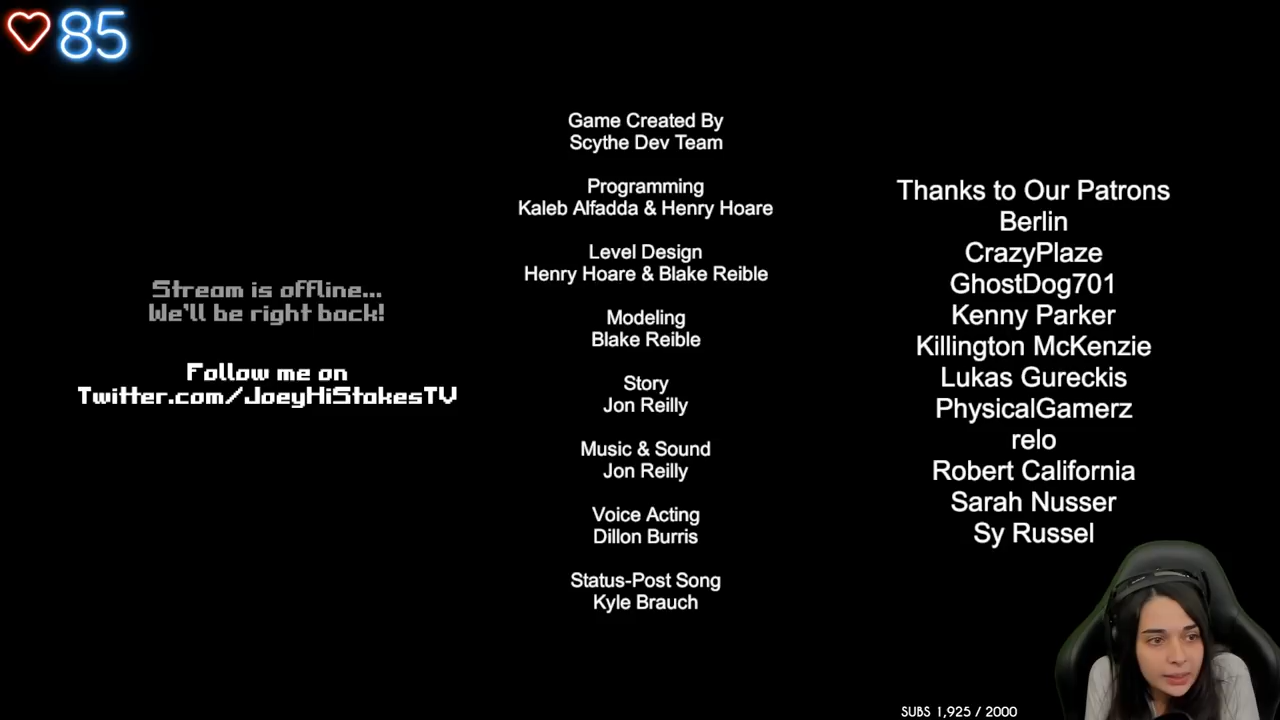 85
Game Created By
Scythe Dev Team
Programming
Kaleb Alfadda & Henry Hoare
Level Design
Henry Hoare & Blake Reible
Modeling
Blake Reible
Story
Jon Reilly
Music & Sound
Jon Reilly
Voice Acting
Dillon Burris
Status-Post Song
Kyle Brauch
Stream is offline...
We'll be right back!
Follow me on
Twitter.com/JoeyHiStakesTV
Thanks to Our Patrons
Berlin
CrazyPlaze
GhostDog701
Kenny Parker
Killington McKenzie
Lukas Gureckis
PhysicalGamerz
relo
Robert California
Sarah Nusser
Sy Russel
SUBS 1,925 / 2000